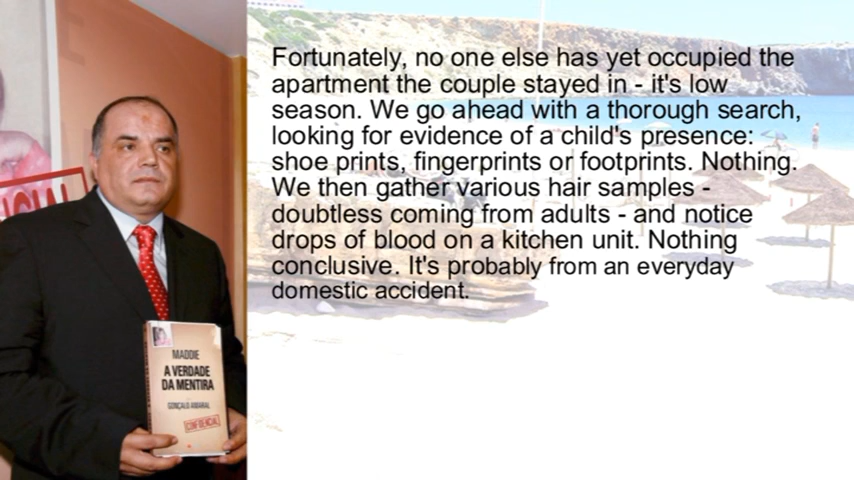 Fortunately, no one else has yet occupied the
apartment the couple stayed in - it's low
season. We go ahead with a thorough search,
looking for evidence of a child's presence:
shoe prints, fingerprints or footprints. Nothing.
We then gather various hair samples -
doubtless coming from adults - and notice
drops of blood on a kitchen unit. Nothing
conclusive. It's probably from an everyday
domestic accident.
MADDIE
A VERDADE
DA MENTIRA
GONÇALO AMARAL
CONFIDENCIAL